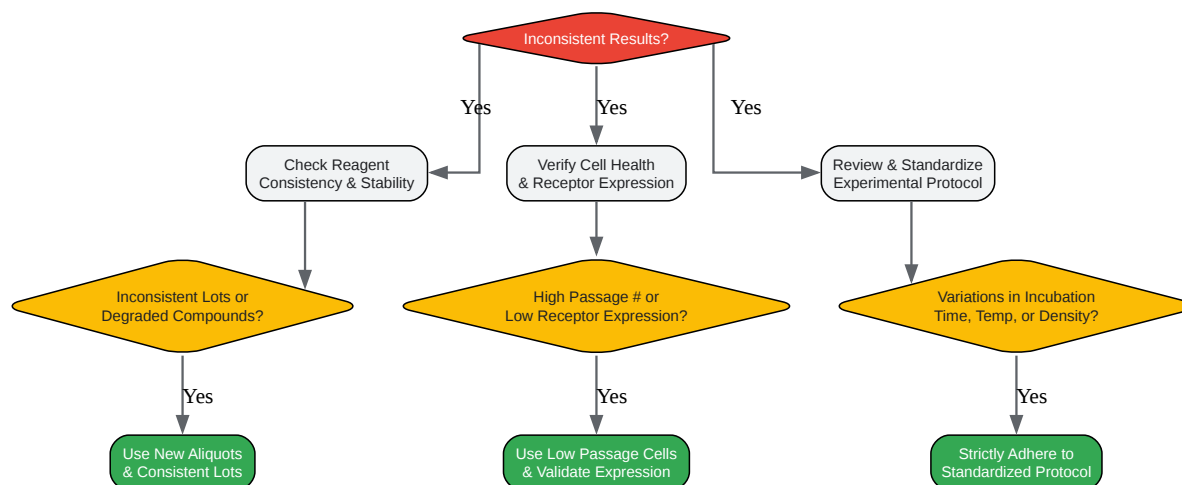 Inconsistent Results?
Yes
Yes
Yes
Check Reagent
Consistency & Stability
Verify Cell Health
& Receptor Expression
Review & Standardize
Experimental Protocol
Inconsistent Lots or
Degraded Compounds?
High Passage # or
Low Receptor Expression?
Variations in Incubation
Time, Temp, or Density?
Yes
Yes
Yes
Use New Aliquots
& Consistent Lots
Use Low Passage Cells
& Validate Expression
Strictly Adhere to
Standardized Protocol